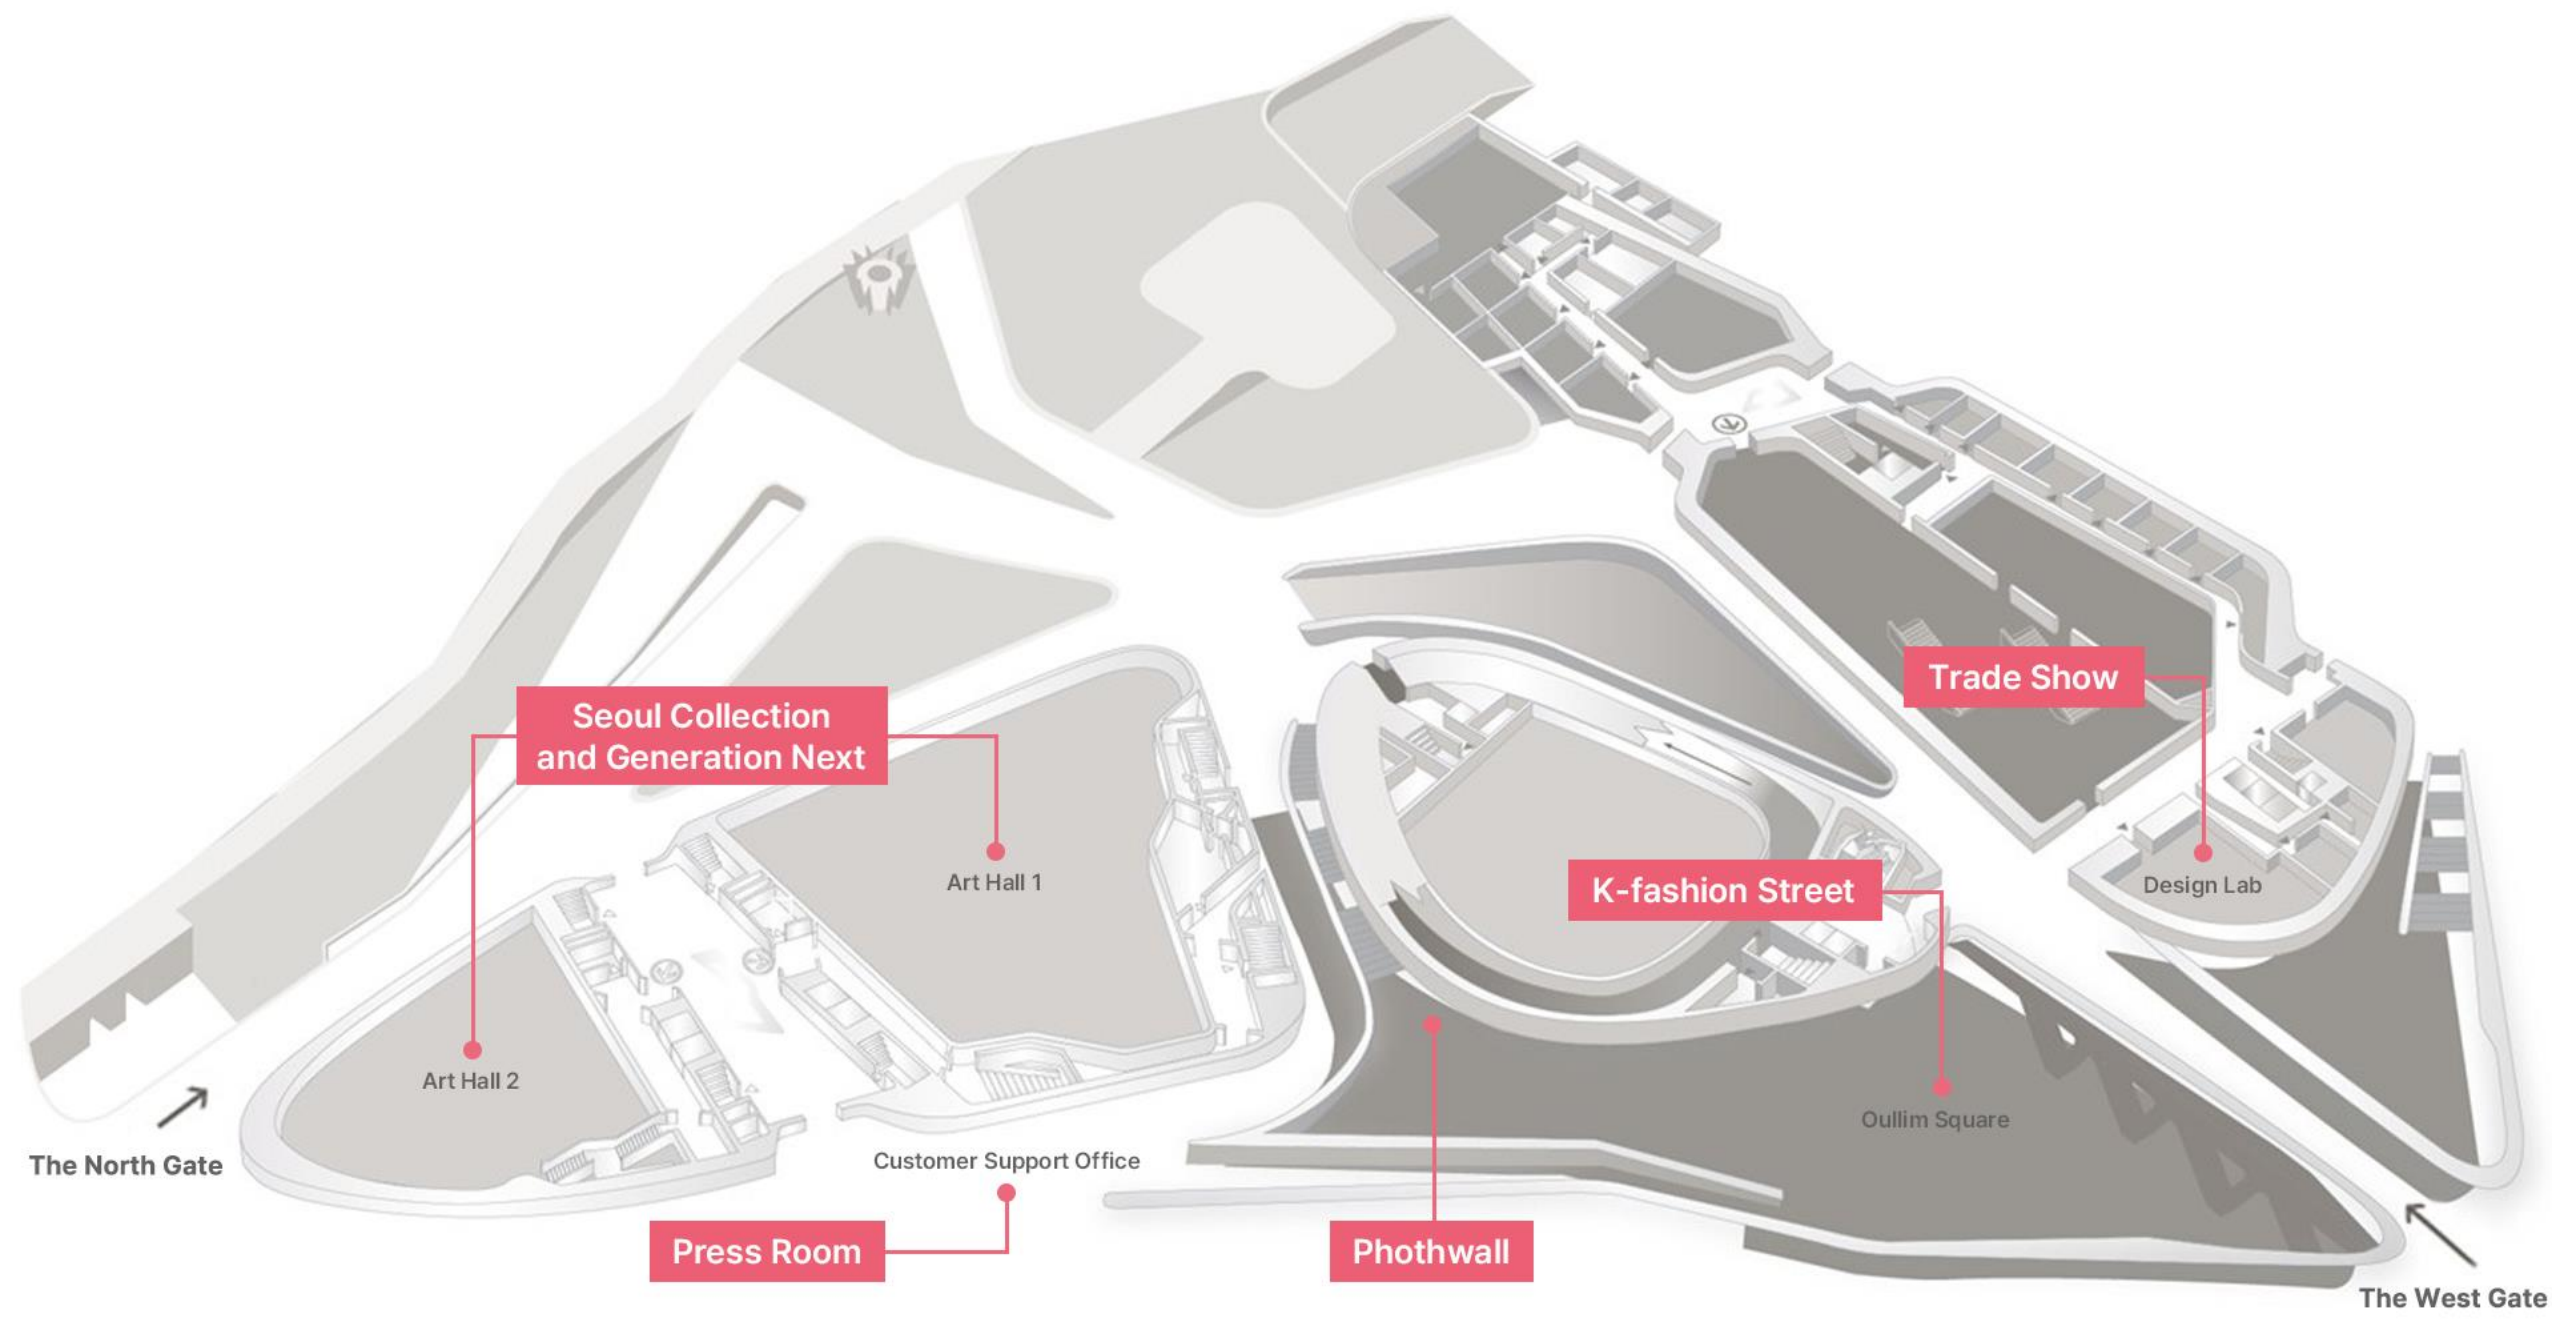 Trade Show
Seoul Collection
and Generation Next
Art Hall 1
K-fashion Street
Design Lab
Art Hall 2
Oullim Square
The North Gate
Customer Support Office
Press Room
Phothwall
The West Gate